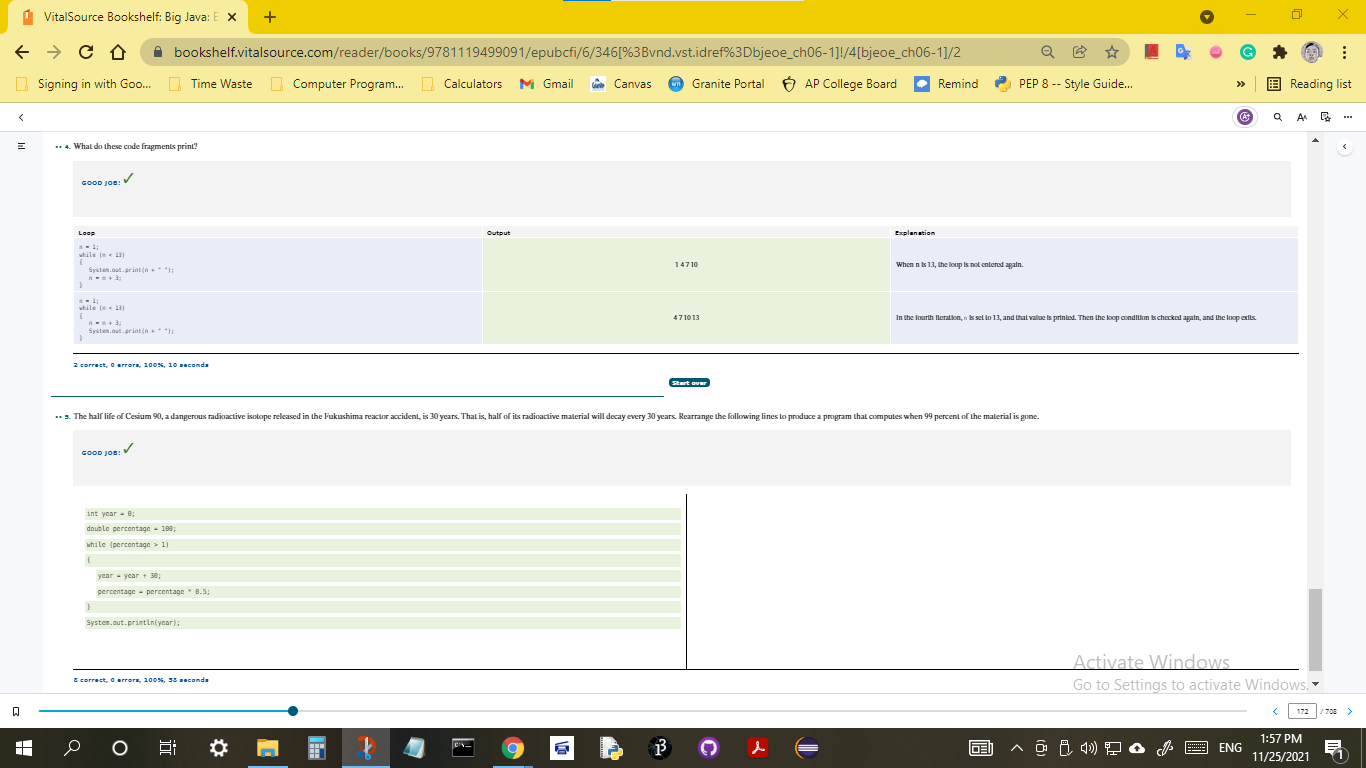 VitalSource Bookshelf: Big Java: E
bookshelf.vitalsource.com/reader/books/9781119499091/epubcfi/6/346[%3Bvnd.vst.idref%3Dbjeoe_ch06-1]!/4[bjeoe_ch06-1]/2
Signing in with Goo... Time Waste Computer Program... Calculators Gmail Canvas Granite Portal AP College Board Remind PEP 8 -- Style Guide... » Reading list
•• 4. What do these code fragments print?
GOOD JOB!
Loop Output Explanation
n = 1;
while (n < 13)
{
System.out.print(n + " ");
n = n + 3;
}
1 4 7 10
When n is 13, the loop is not entered again.
n = 1;
while (n < 13)
{
n = n + 3;
System.out.print(n + " ");
}
4 7 10 13
In the fourth iteration, n is set to 13, and that value is printed. Then the loop condition is checked again, and the loop exits.
2 correct, 0 errors, 100%, 10 seconds
Start over
•• 5. The half life of Cesium 90, a dangerous radioactive isotope released in the Fukushima reactor accident, is 30 years. That is, half of its radioactive material will decay every 30 years. Rearrange the following lines to produce a program that computes when 99 percent of the material is gone.
GOOD JOB!
int year = 0;
double percentage = 100;
while (percentage > 1)
{
year = year + 30;
percentage = percentage * 0.5;
}
System.out.println(year);
8 correct, 0 errors, 100%, 38 seconds
Activate Windows
Go to Settings to activate Windows.
172 / 708
ENG
1:57 PM
11/25/2021
1